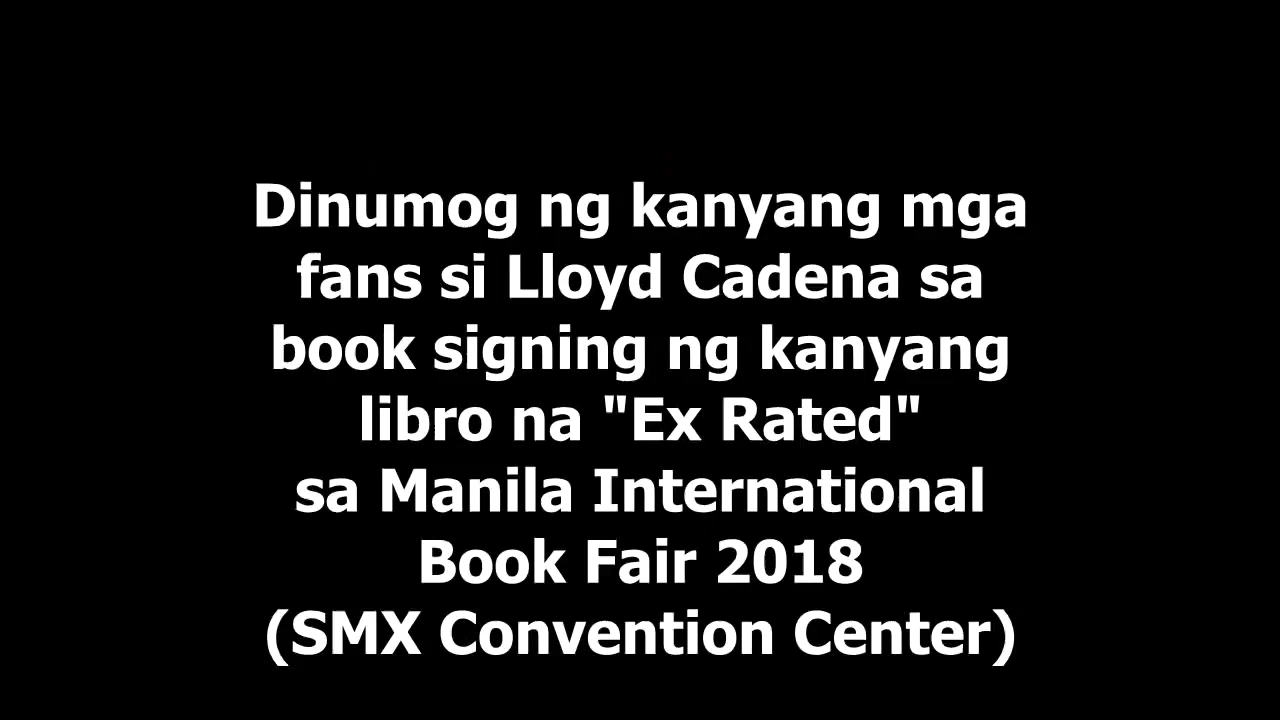 Dinumog ng kanyang mga
fans si Lloyd Cadena sa
book signing ng kanyang
libro na "Ex Rated"
sa Manila International
Book Fair 2018
(SMX Convention Center)